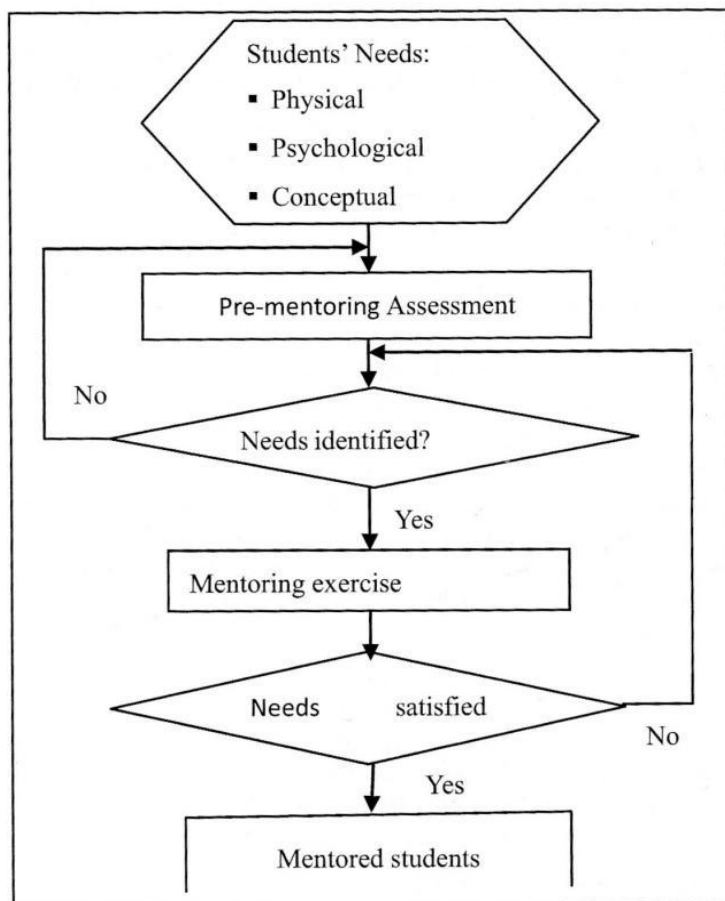 Students’ Needs:
▪ Physical
▪ Psychological
▪ Conceptual
Pre-mentoring Assessment
No
Needs identified?
Yes
Mentoring exercise
Needs satisfied
No
Yes
Mentored students